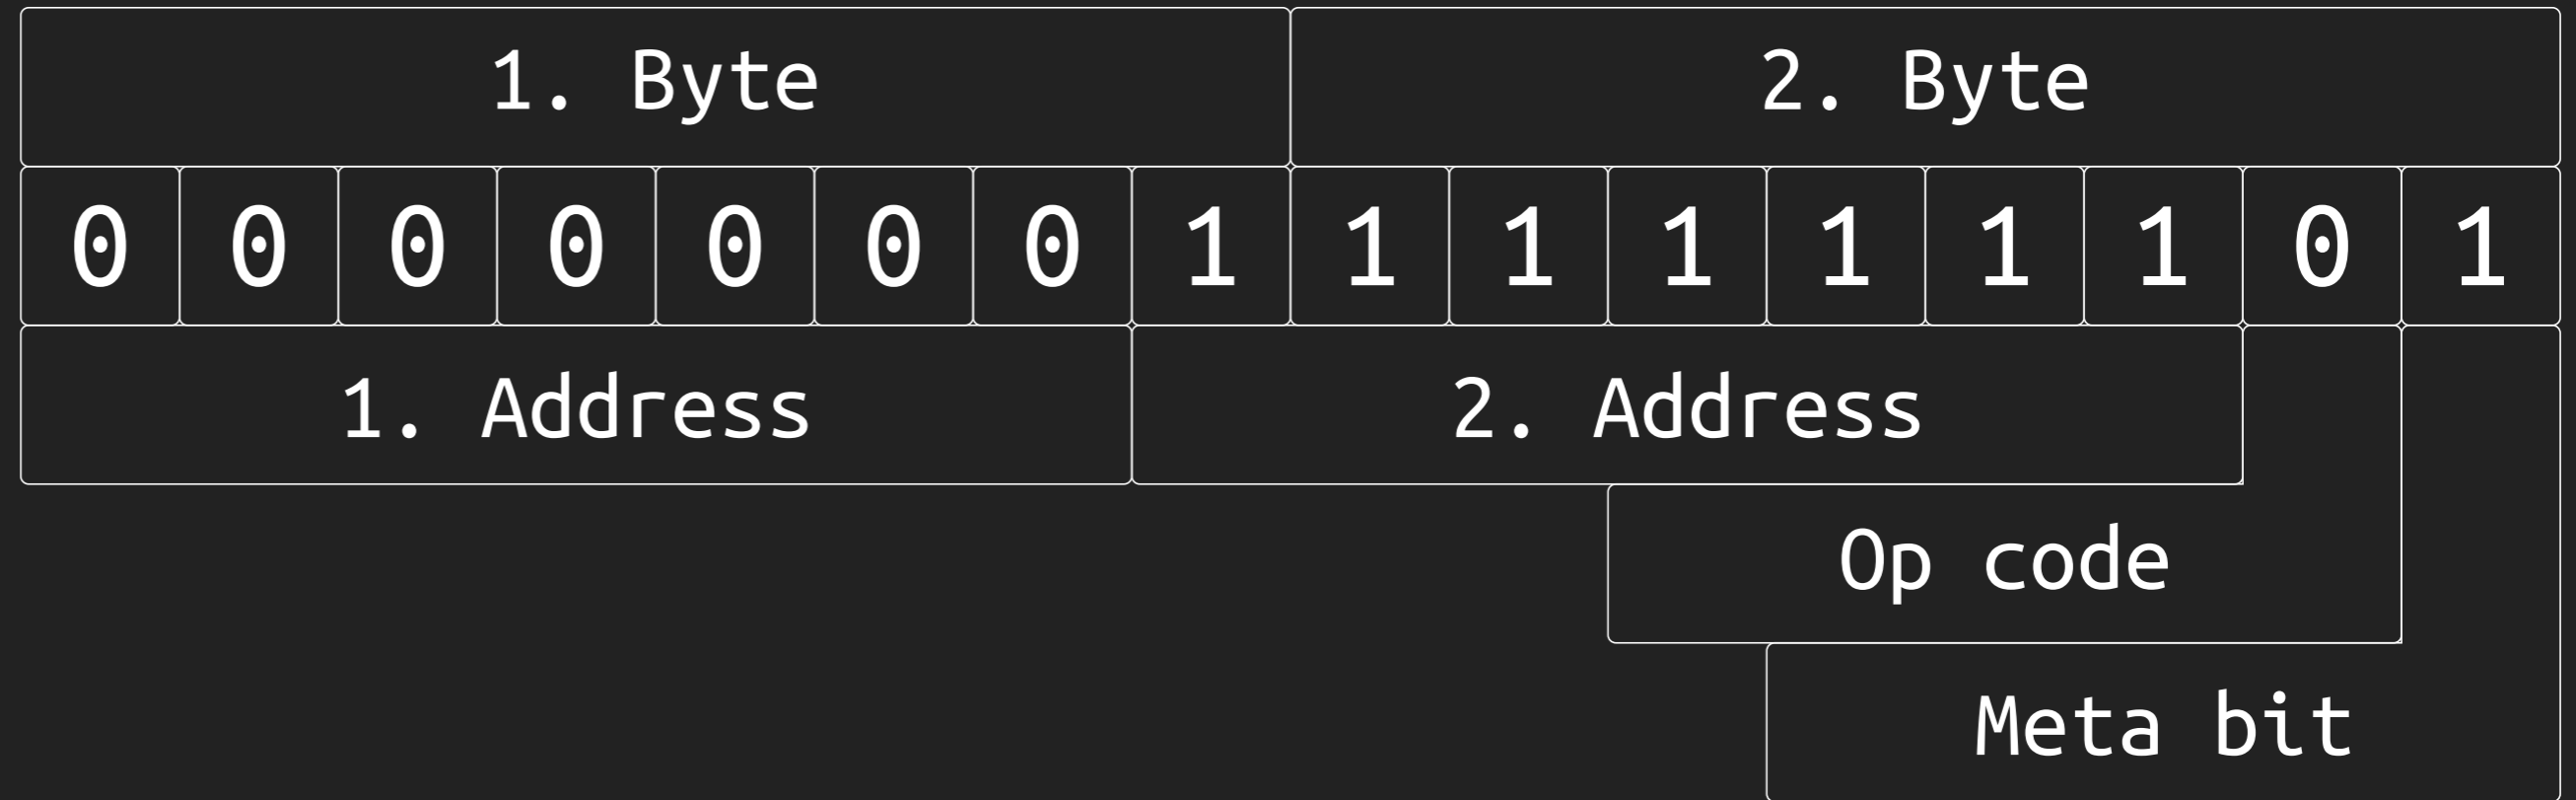 1. Byte 2. Byte
0 0 0 0 0 0 0 1 1 1 1 1 1 1 0 1
1. Address 2. Address
Op code
Meta bit